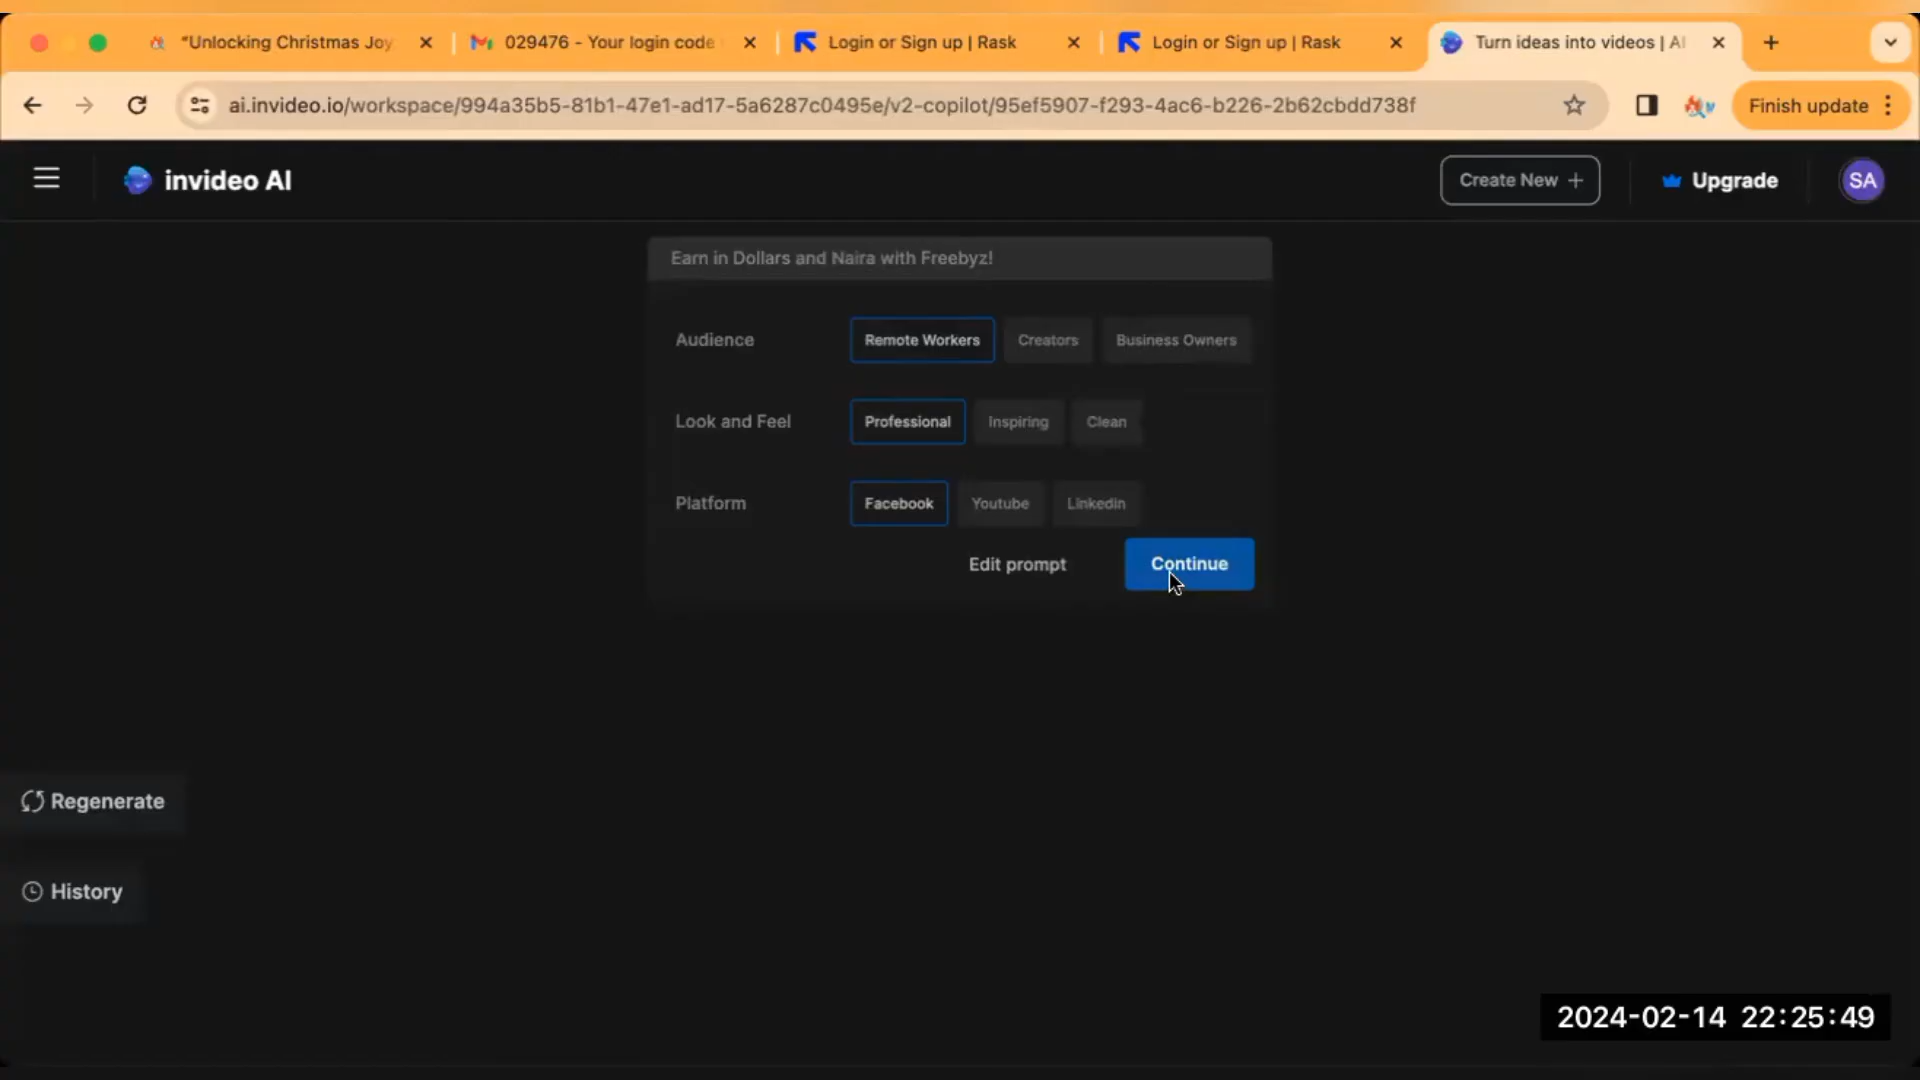 "Unlocking Christmas Joy
029476 - Your login code
Login or Sign up | Rask
Login or Sign up | Rask
Turn ideas into videos | AI
ai.invideo.io/workspace/994a35b5-81b1-47e1-ad17-5a6287c0495e/v2-copilot/95ef5907-f293-4ac6-b226-2b62cbdd738f
Finish update
invideo AI
Create New +
Upgrade
SA
Earn in Dollars and Naira with Freebyz!
Audience Remote Workers Creators Business Owners
Look and Feel Professional Inspiring Clean
Platform Facebook Youtube Linkedin
Edit prompt Continue
Regenerate
History
2024-02-14 22:25:49